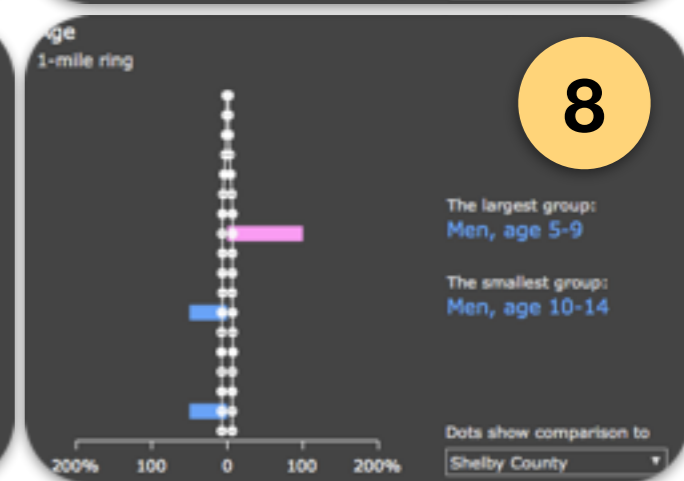 Age
1-mile ring
8
The largest group:
Men, age 5-9
The smallest group:
Men, age 10-14
Dots show comparison to
Shelby County
200% 100 0 100 200%